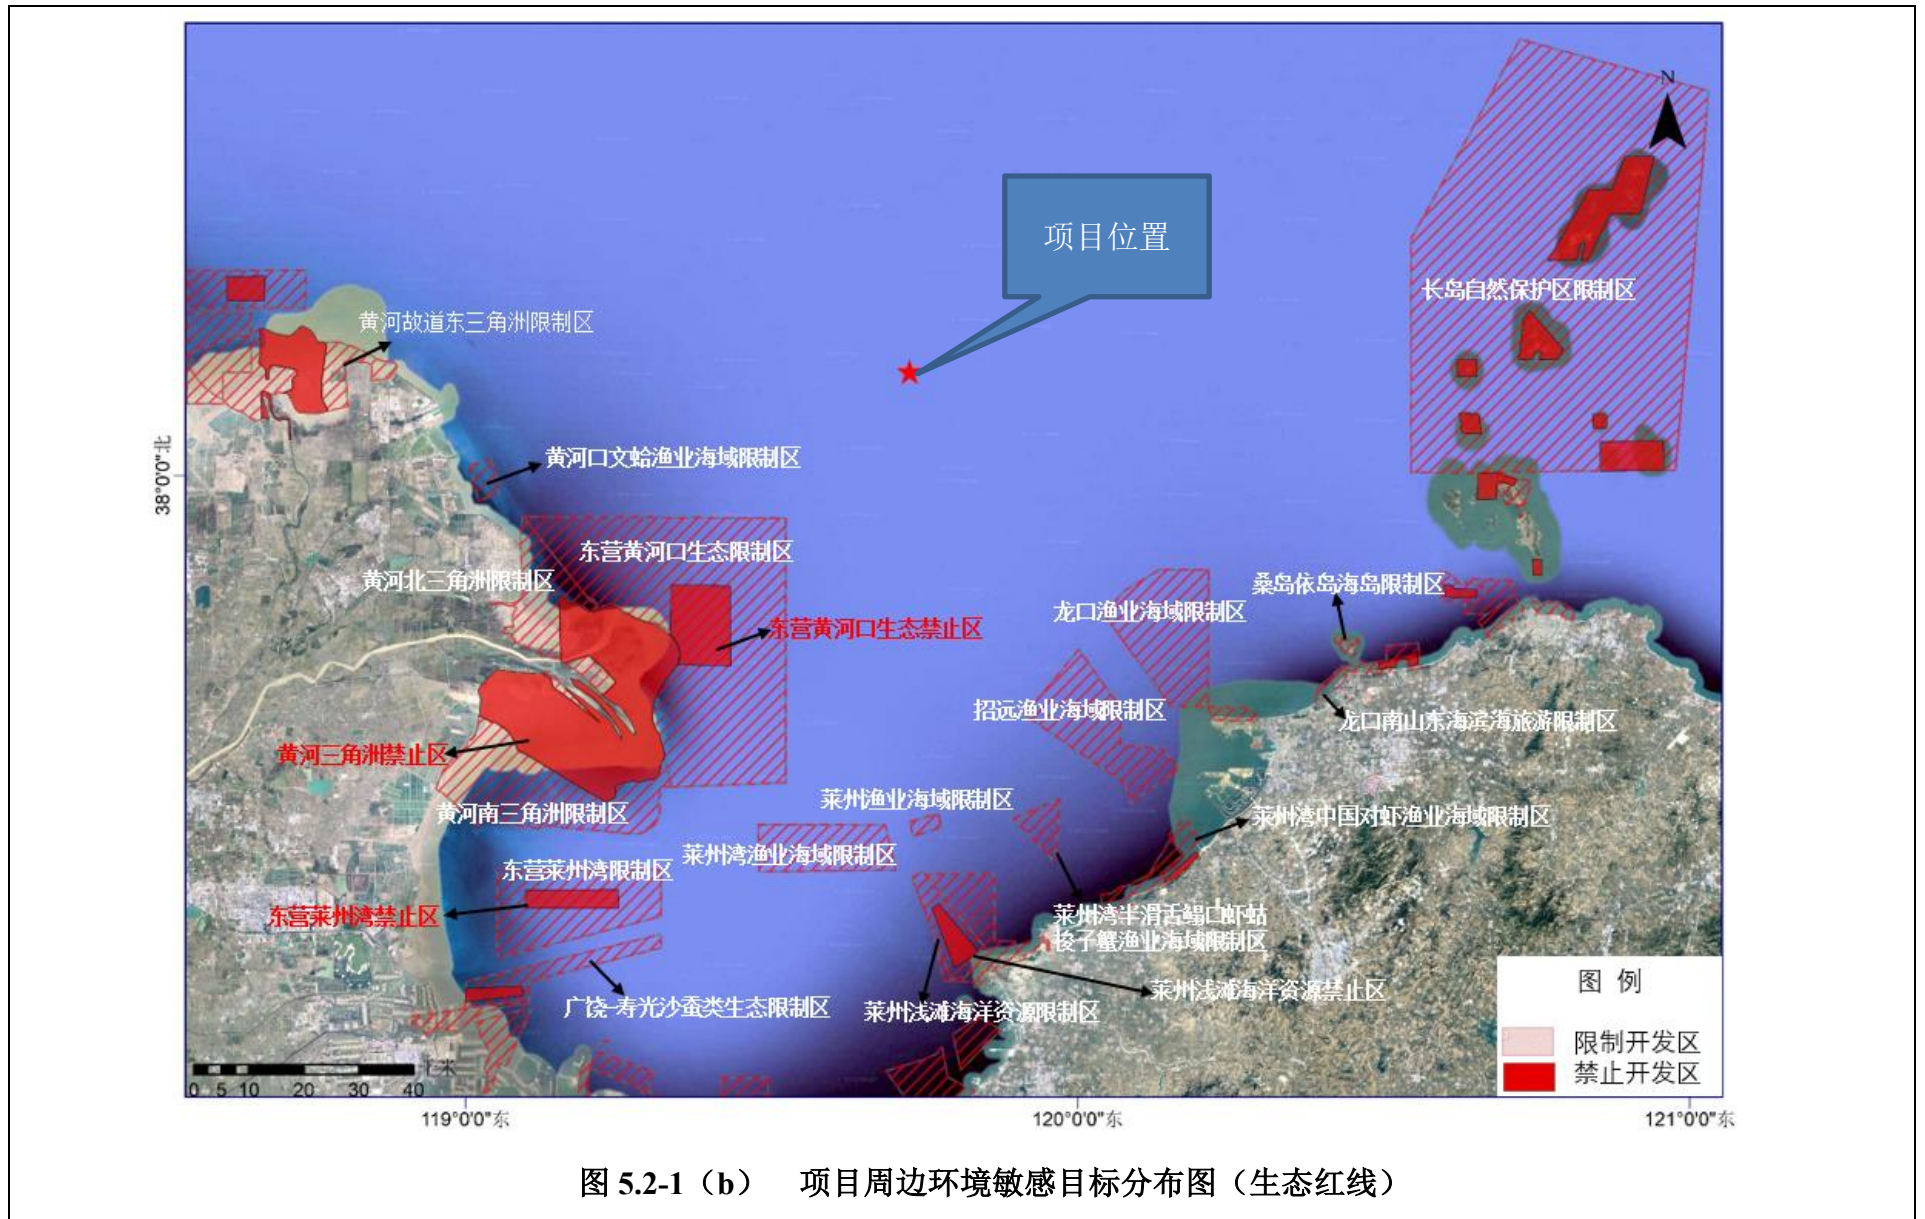 N
项目位置
长岛自然保护区限制区
黄河故道东三角洲限制区
黄河口文蛤渔业海域限制区
38°0'0"北
东营黄河口生态限制区
黄河北三角洲限制区
桑岛依岛海岛限制区
龙口渔业海域限制区
东营黄河口生态禁止区
招远渔业海域限制区
龙口南山东海滨海旅游限制区
黄河三角洲禁止区
莱州渔业海域限制区
黄河南三角洲限制区
莱州湾中国对虾渔业海域限制区
莱州湾渔业海域限制区
东营莱州湾限制区
东营莱州湾禁止区
莱州湾半滑舌鳎口虾蛄
梭子蟹渔业海域限制区
莱州浅滩海洋资源禁止区
广饶-寿光沙蚕类生态限制区
莱州浅滩海洋资源限制区
图 例
限制开发区
禁止开发区
千米
0 5 10 20 30 40
119°0'0"东
120°0'0"东
121°0'0"东
图 5.2-1（b） 项目周边环境敏感目标分布图（生态红线）